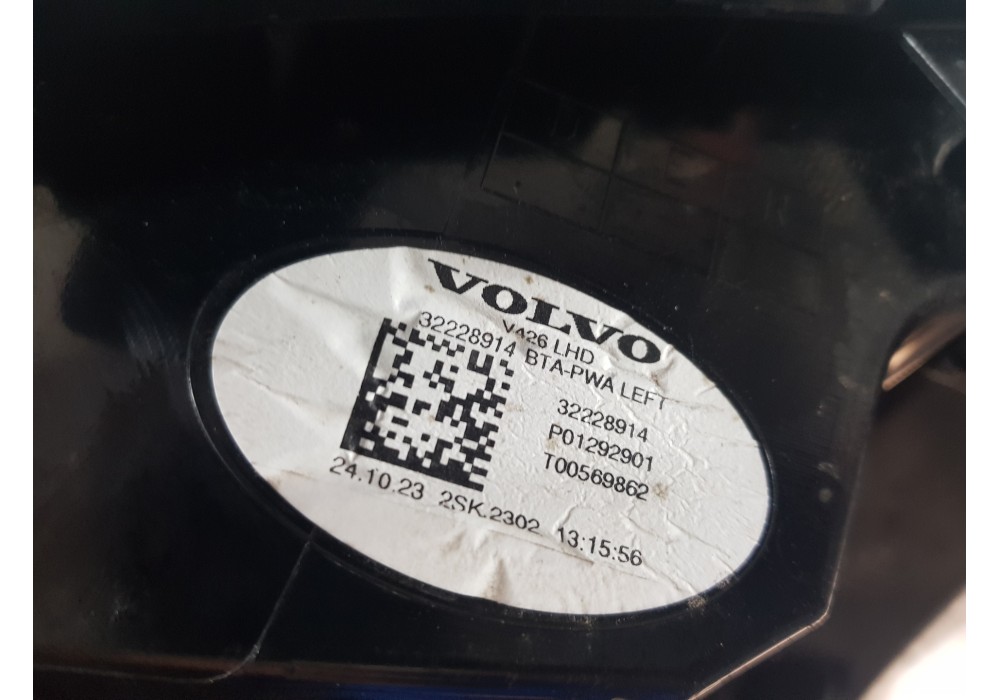 VOLVO
V426 LHD
32228914 BTA-PWA LEFT
32228914
P01292901
T00569862
24.10.23 2SK.2302 13:15:56